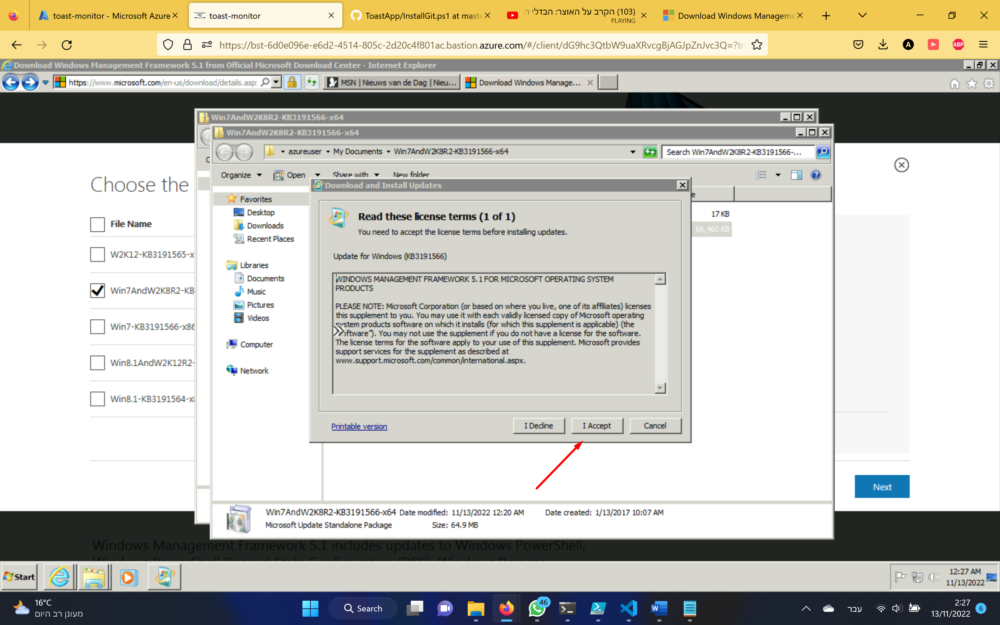 toast-monitor - Microsoft Azure
toast-monitor
ToastApp/InstallGit.ps1 at maste
(103) הקרב על האוצר: הבדלי
PLAYING
Download Windows Manageme
https://bst-6d0e096e-e6d2-4514-805c-2d20c4f801ac.bastion.azure.com/#/client/dG9hc3QtbW9uaXRvcgBjAGJpZnJvc3Q=?tr
ABP
Download Windows Management Framework 5.1 from Official Microsoft Download Center - Internet Explorer
https://www.microsoft.com/en-us/download/details.asp
MSN | Nieuws van de Dag | Nieu...
Download Windows Manage...
Win7AndW2K8R2-KB3191566-x64
Win7AndW2K8R2-KB3191566-x64
azureuser
My Documents
Win7AndW2K8R2-KB3191566-x64
Search Win7AndW2K8R2-KB3191566-...
Organize
Open
Share with
New folder
Choose the
File Name
W2K12-KB3191565-x
Win7AndW2K8R2-KB
Win7-KB3191566-x86
Win8.1AndW2K12R2-
Win8.1-KB3191564-x
Favorites
Desktop
Downloads
Recent Places
Libraries
Documents
Music
Pictures
Videos
Computer
Network
17 KB
66,460 KB
Download and Install Updates
Read these license terms (1 of 1)
You need to accept the license terms before installing updates.
Update for Windows (KB3191566)
WINDOWS MANAGEMENT FRAMEWORK 5.1 FOR MICROSOFT OPERATING SYSTEM
PRODUCTS
PLEASE NOTE: Microsoft Corporation (or based on where you live, one of its affiliates) licenses
this supplement to you. You may use it with each validly licensed copy of Microsoft operating
system products software on which it installs (for which this supplement is applicable) (the
software”). You may not use the supplement if you do not have a license for the software.
The license terms for the software apply to your use of this supplement. Microsoft provides
support services for the supplement as described at
www.support.microsoft.com/common/international.aspx.
Printable version
I Decline
I Accept
Cancel
Next
Win7AndW2K8R2-KB3191566-x64 Date modified: 11/13/2022 12:20 AM Date created: 1/13/2017 10:07 AM
Microsoft Update Standalone Package Size: 64.9 MB
Windows Management Framework 5.1 includes updates to Windows PowerShell,
Windows PowerShell Desired State Configuration (DSC), Windows Remote
Start
12:27 AM
11/13/2022
16°C
מעונן רב היום
Search
46
עבר
2:27
13/11/2022
6